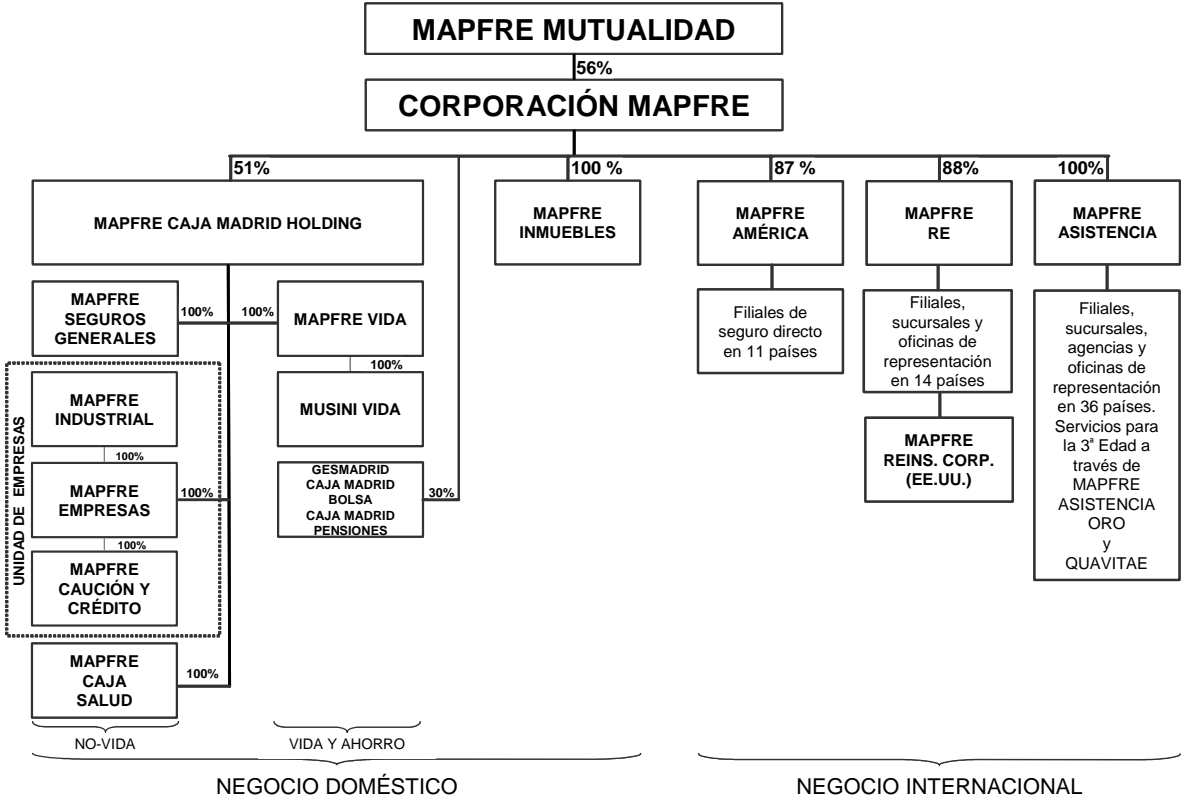 MAPFRE MUTUALIDAD
56%
CORPORACIÓN MAPFRE
51%
100 %
87 %
88%
100%
MAPFRE CAJA MADRID HOLDING
MAPFRE
INMUEBLES
MAPFRE
AMÉRICA
MAPFRE
RE
MAPFRE
ASISTENCIA
MAPFRE
SEGUROS
GENERALES
100%
100%
MAPFRE VIDA
100%
MUSINI VIDA
GESMADRID
CAJA MADRID
BOLSA
CAJA MADRID
PENSIONES
30%
UNIDAD DE EMPRESAS
MAPFRE
INDUSTRIAL
100%
MAPFRE
EMPRESAS
100%
100%
MAPFRE
CAUCIÓN Y
CRÉDITO
MAPFRE
CAJA
SALUD
100%
Filiales de
seguro directo
en 11 países
Filiales,
sucursales y
oficinas de
representación
en 14 países
MAPFRE
REINS. CORP.
(EE.UU.)
Filiales,
sucursales,
agencias y
oficinas de
representación
en 36 países.
Servicios para
la 3ª Edad a
través de
MAPFRE
ASISTENCIA
ORO
y
QUAVITAE
NO-VIDA
VIDA Y AHORRO
NEGOCIO DOMÉSTICO
NEGOCIO INTERNACIONAL